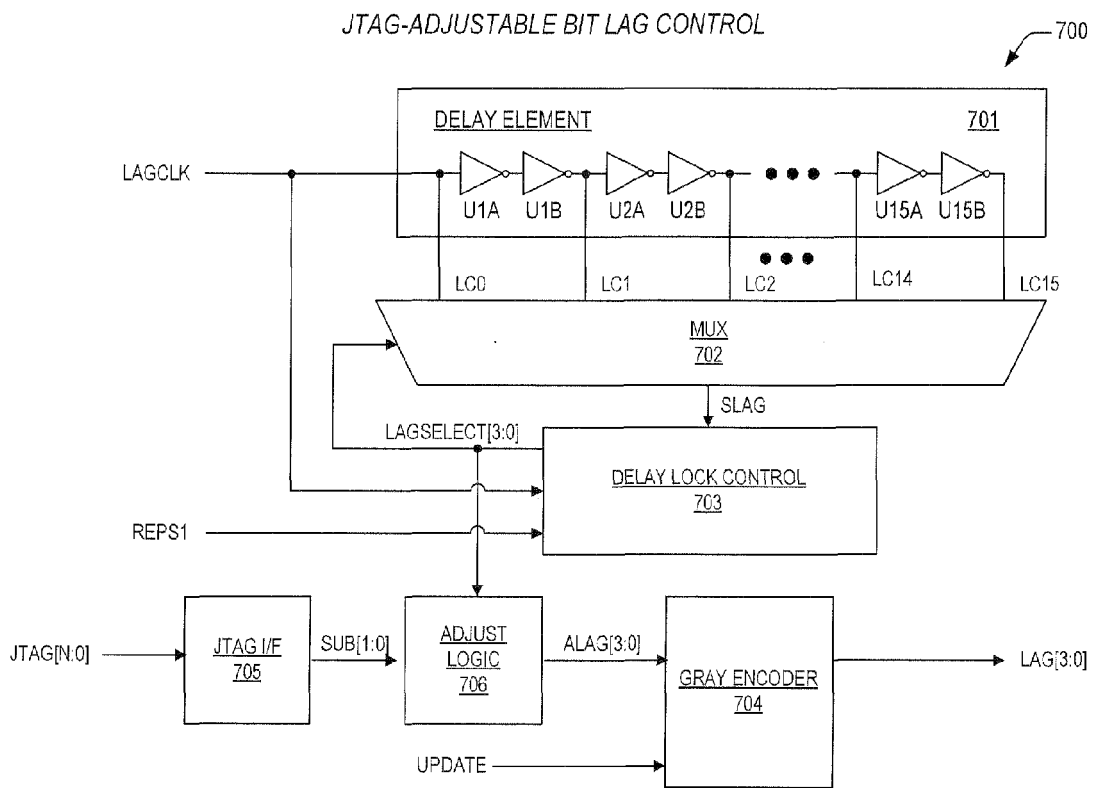 JTAG-ADJUSTABLE BIT LAG CONTROL
700
DELAY ELEMENT
701
LAGCLK
U1A U1B U2A U2B U15A U15B
LC0 LC1 LC2 LC14 LC15
MUX
702
SLAG
LAGSELECT[3:0]
DELAY LOCK CONTROL
703
REPS1
JTAG[N:0]
JTAG I/F
705
SUB[1:0]
ADJUST
LOGIC
706
ALAG[3:0]
GRAY ENCODER
704
LAG[3:0]
UPDATE